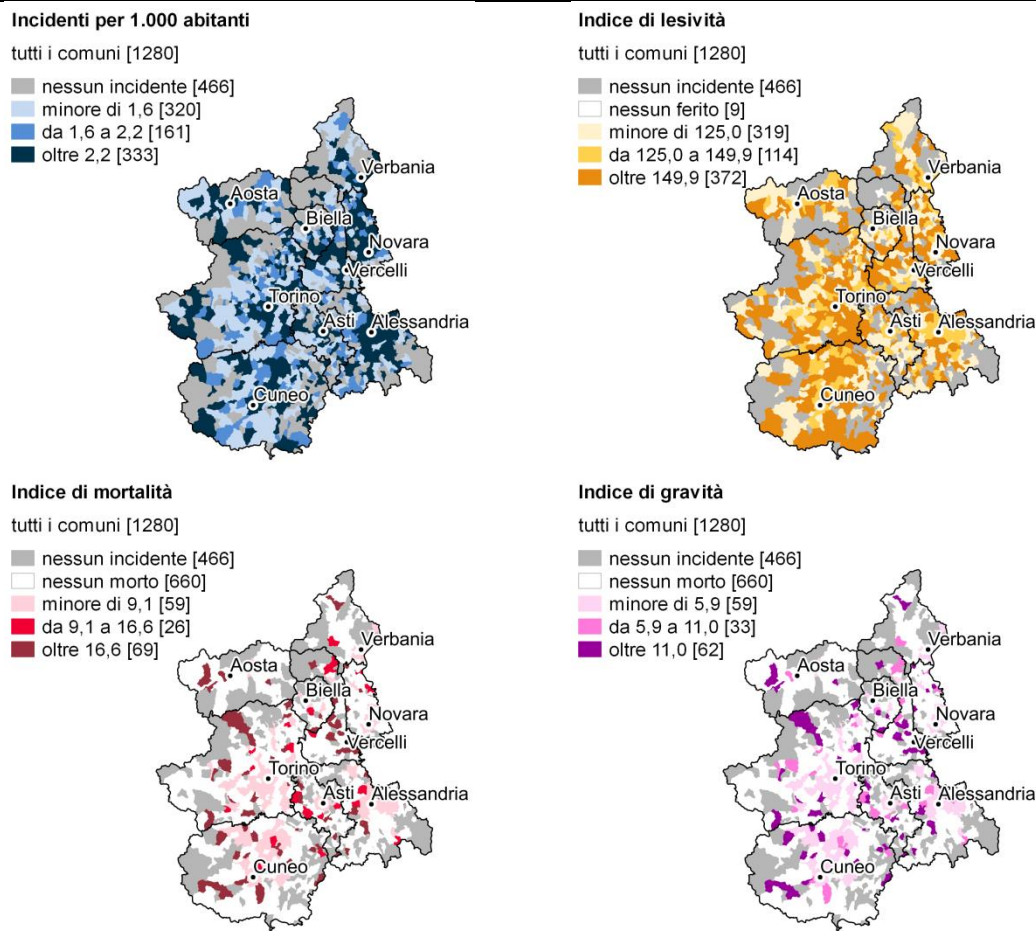 Incidenti per 1.000 abitanti
tutti i comuni [1280]
nessun incidente [466]
minore di 1,6 [320]
da 1,6 a 2,2 [161]
oltre 2,2 [333]
Verbania
Aosta
Biella
Novara
Vercelli
Torino
Asti
Alessandria
Cuneo
Indice di lesività
tutti i comuni [1280]
nessun incidente [466]
nessun ferito [9]
minore di 125,0 [319]
da 125,0 a 149,9 [114]
oltre 149,9 [372]
Verbania
Aosta
Biella
Novara
Vercelli
Torino
Asti
Alessandria
Cuneo
Indice di mortalità
tutti i comuni [1280]
nessun incidente [466]
nessun morto [660]
minore di 9,1 [59]
da 9,1 a 16,6 [26]
oltre 16,6 [69]
Verbania
Aosta
Biella
Novara
Vercelli
Torino
Asti
Alessandria
Cuneo
Indice di gravità
tutti i comuni [1280]
nessun incidente [466]
nessun morto [660]
minore di 5,9 [59]
da 5,9 a 11,0 [33]
oltre 11,0 [62]
Verbania
Aosta
Biella
Novara
Vercelli
Torino
Asti
Alessandria
Cuneo